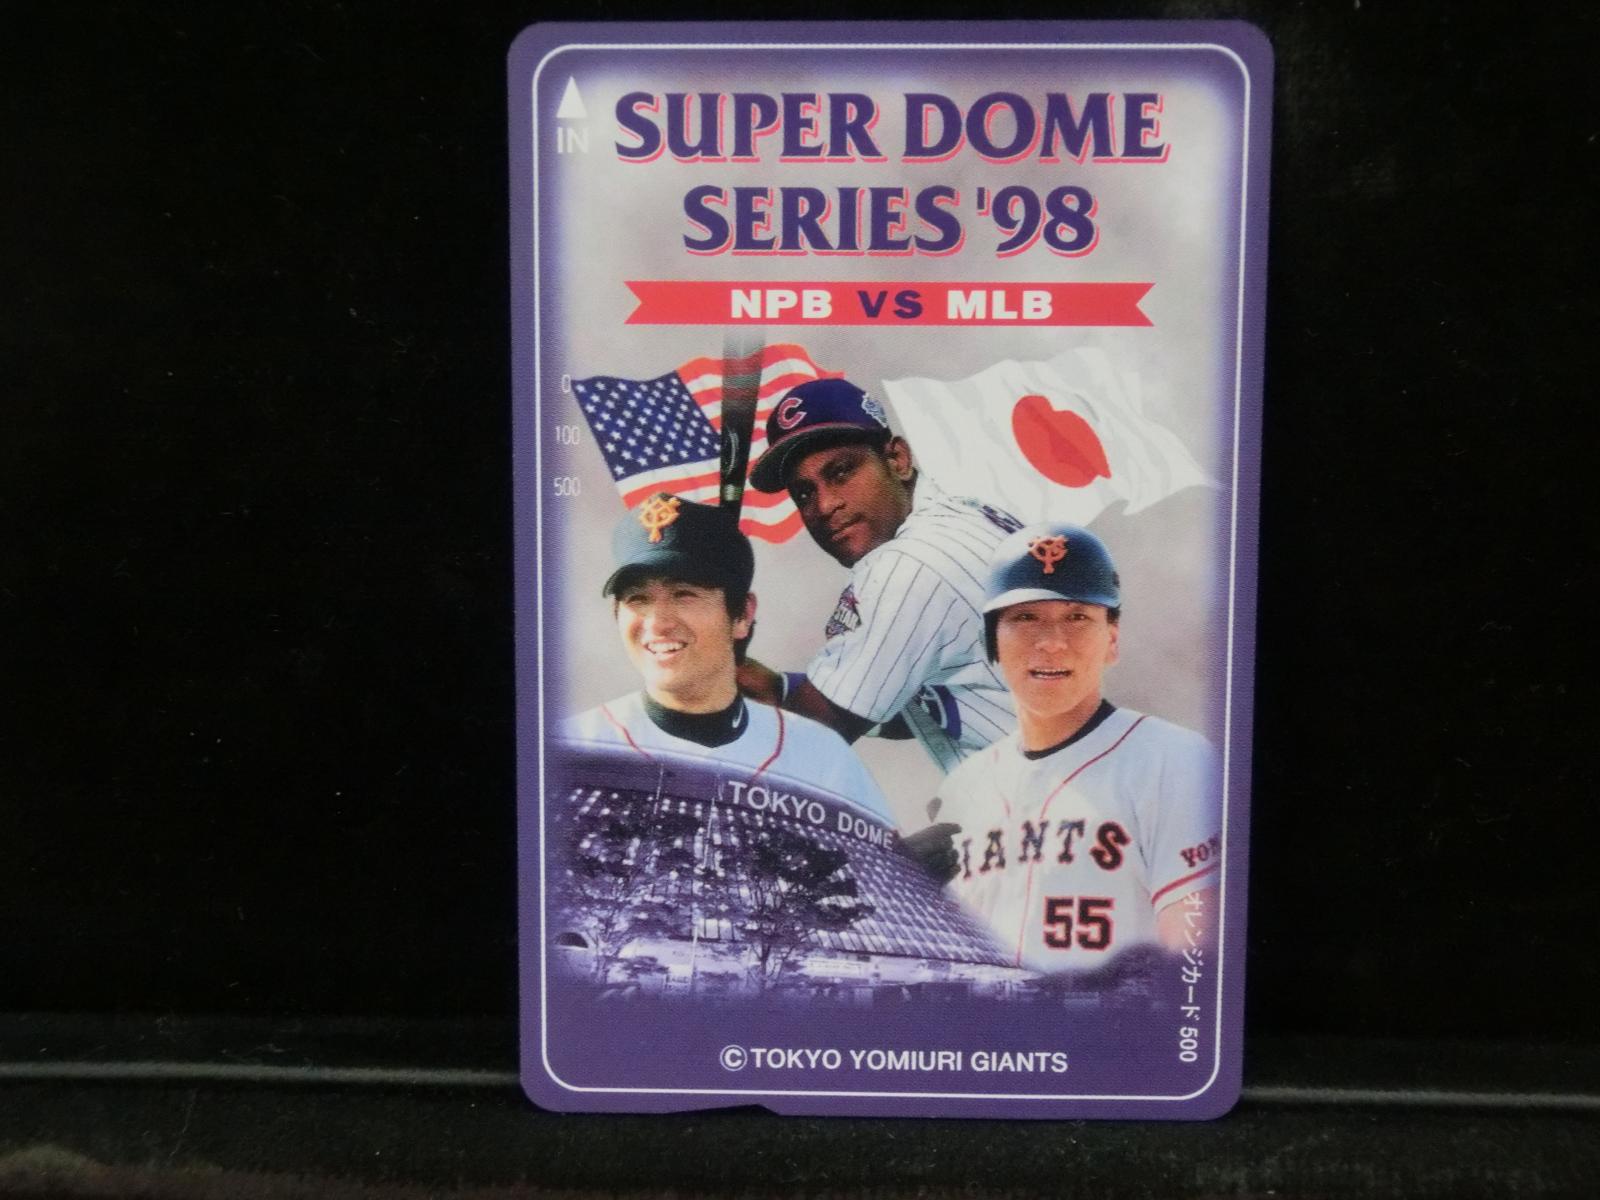 IN
SUPER DOME
SERIES '98
NPB VS MLB
0
100
500
C
TOKYO DOME
GIANTS
55
YOM
オレンジカード 500
©TOKYO YOMIURI GIANTS